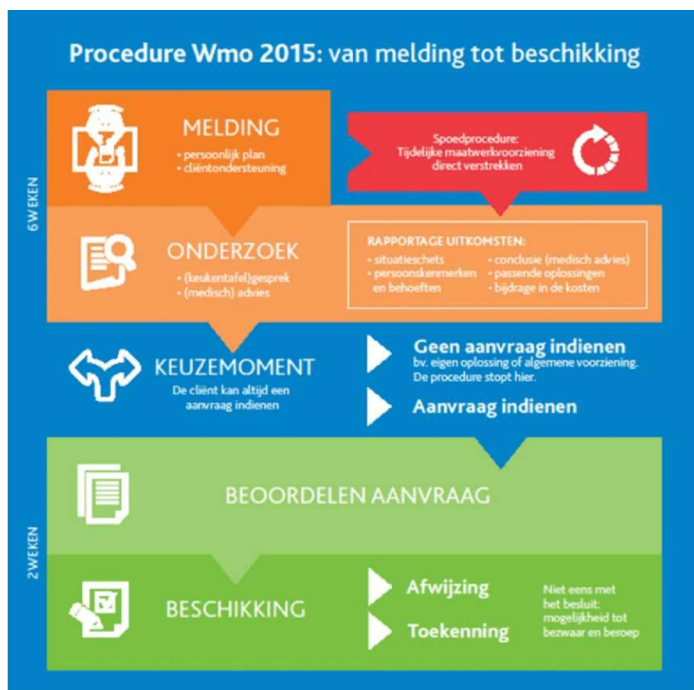 Procedure Wmo 2015: van melding tot beschikking
6 WEKEN
MELDING
• persoonlijk plan
• cliëntondersteuning
Spoedprocedure:
Tijdelijke maatwerkvoorziening
direct verstrekken
ONDERZOEK
• (keukentafel)gesprek
• (medisch) advies
RAPPORTAGE UITKOMSTEN:
• situatieschets
• persoonskenmerken
en behoeften
• conclusie (medisch advies)
• passende oplossingen
• bijdrage in de kosten
KEUZEMOMENT
De cliënt kan altijd een
aanvraag indienen
Geen aanvraag indienen
bv. eigen oplossing of algemene voorziening.
De procedure stopt hier.
Aanvraag indienen
2 WEKEN
BEOORDELEN AANVRAAG
BESCHIKKING
Afwijzing
Toekenning
Niet eens met
het besluit:
mogelijkheid tot
bezwaar en beroep